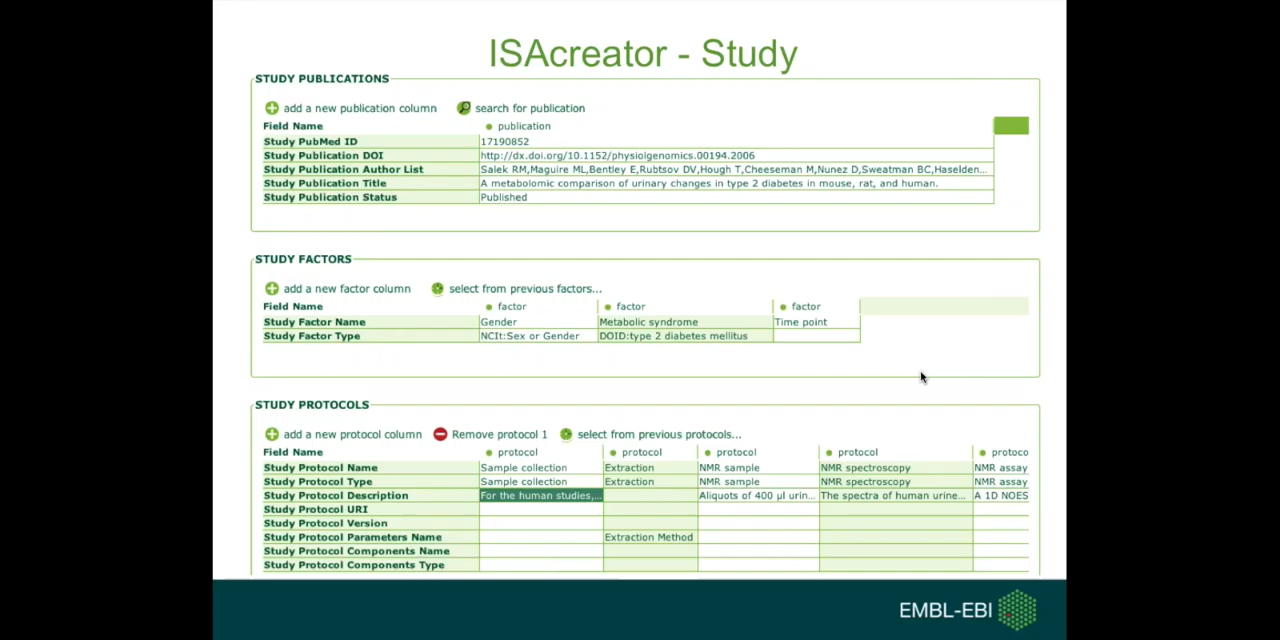 ISAcreator - Study
STUDY PUBLICATIONS
add a new publication column search for publication
Field Name publication
Study PubMed ID 17190852
Study Publication DOI http://dx.doi.org/10.1152/physiolgenomics.00194.2006
Study Publication Author List Salek RM,Maguire ML,Bentley E,Rubtsov DV,Hough T,Cheeseman M,Nunez D,Sweatman BC,Haselden...
Study Publication Title A metabolomic comparison of urinary changes in type 2 diabetes in mouse, rat, and human.
Study Publication Status Published
STUDY FACTORS
add a new factor column select from previous factors...
Field Name factor factor factor
Study Factor Name Gender Metabolic syndrome Time point
Study Factor Type NCIt:Sex or Gender DOID:type 2 diabetes mellitus
STUDY PROTOCOLS
add a new protocol column Remove protocol 1 select from previous protocols...
Field Name protocol protocol protocol protocol protoco
Study Protocol Name Sample collection Extraction NMR sample NMR spectroscopy NMR assay
Study Protocol Type Sample collection Extraction NMR sample NMR spectroscopy NMR assay
Study Protocol Description For the human studies,... Aliquots of 400 µl urin... The spectra of human urine... A 1D NOES
Study Protocol URI
Study Protocol Version
Study Protocol Parameters Name Extraction Method
Study Protocol Components Name
Study Protocol Components Type
EMBL-EBI